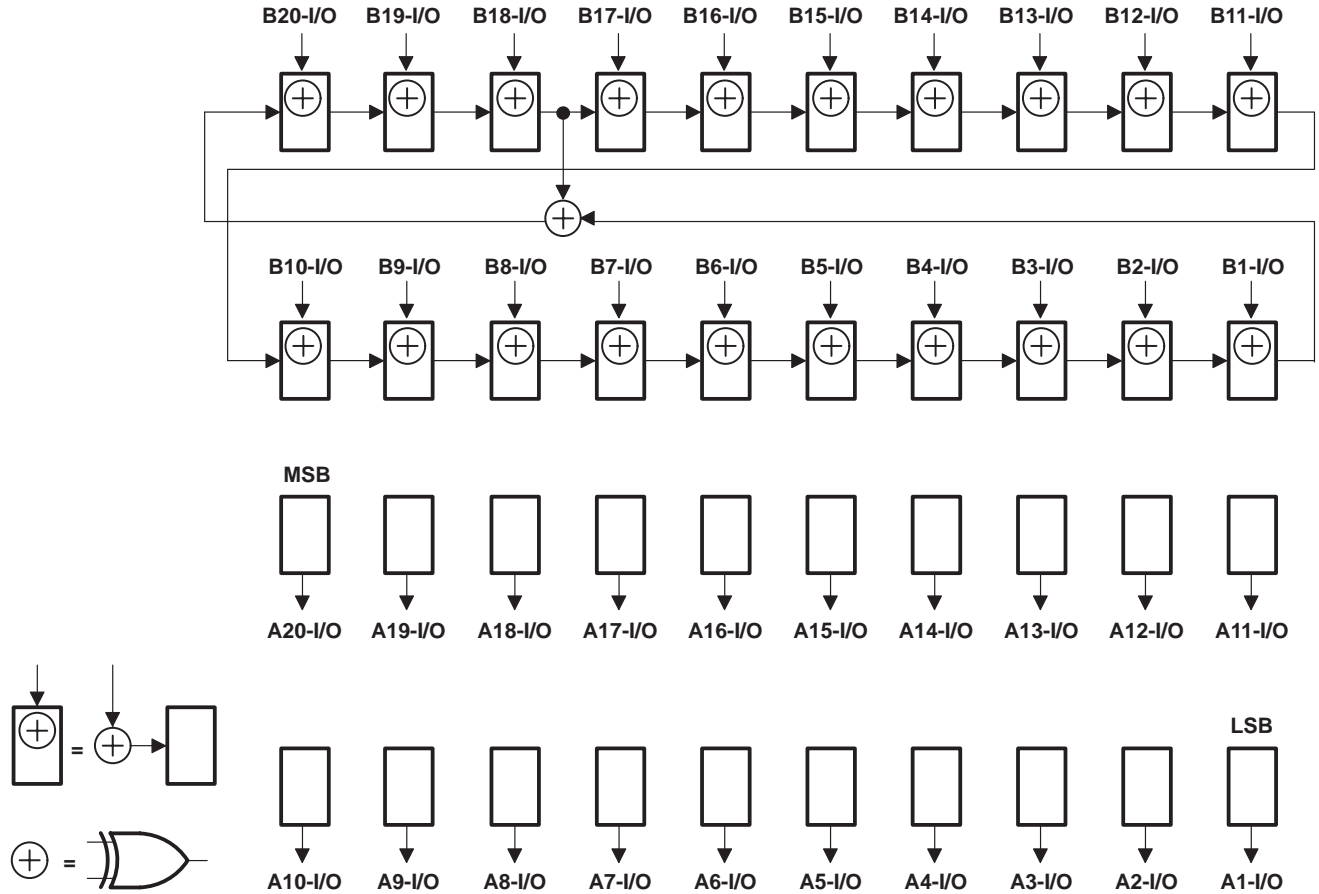 B20-I/O B19-I/O B18-I/O B17-I/O B16-I/O B15-I/O B14-I/O B13-I/O B12-I/O B11-I/O
B10-I/O B9-I/O B8-I/O B7-I/O B6-I/O B5-I/O B4-I/O B3-I/O B2-I/O B1-I/O
MSB
A20-I/O A19-I/O A18-I/O A17-I/O A16-I/O A15-I/O A14-I/O A13-I/O A12-I/O A11-I/O
LSB
=
=
A10-I/O A9-I/O A8-I/O A7-I/O A6-I/O A5-I/O A4-I/O A3-I/O A2-I/O A1-I/O